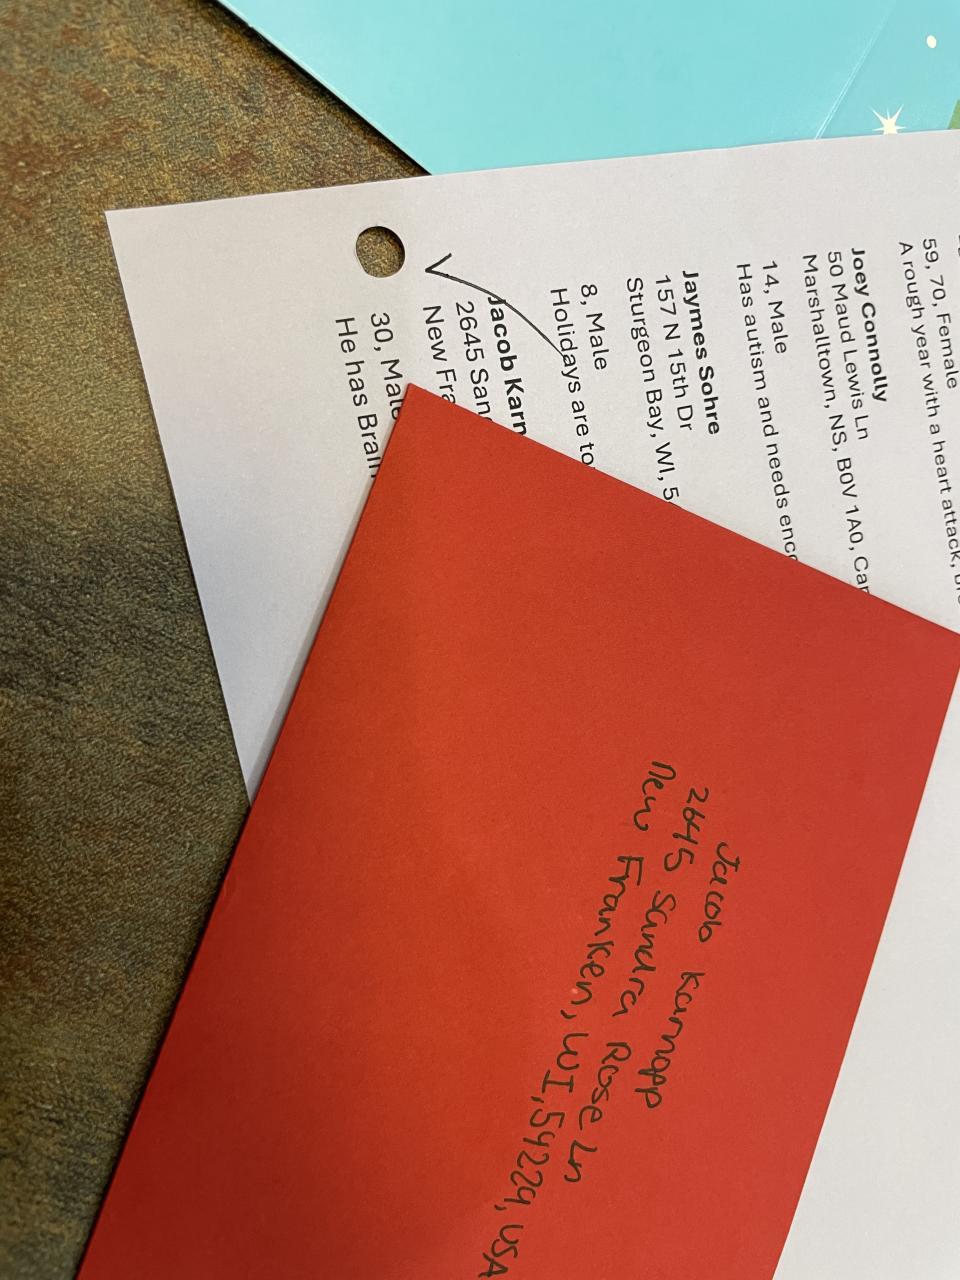 59, 70, Female
A rough year with a heart attack,
Joey Connolly
50 Maud Lewis Ln
Marshalltown, NS, B0V 1A0,
14, Male
Has autism and needs
Jaymes Sohre
157 N 15th Dr
Sturgeon Bay, WI,
8, Male
Holidays are
Jacob
2645
New
30, Male
He has
Jacob Karnopp
2645 Sandra Rose Ln
New Franken, WI, 54229, USA